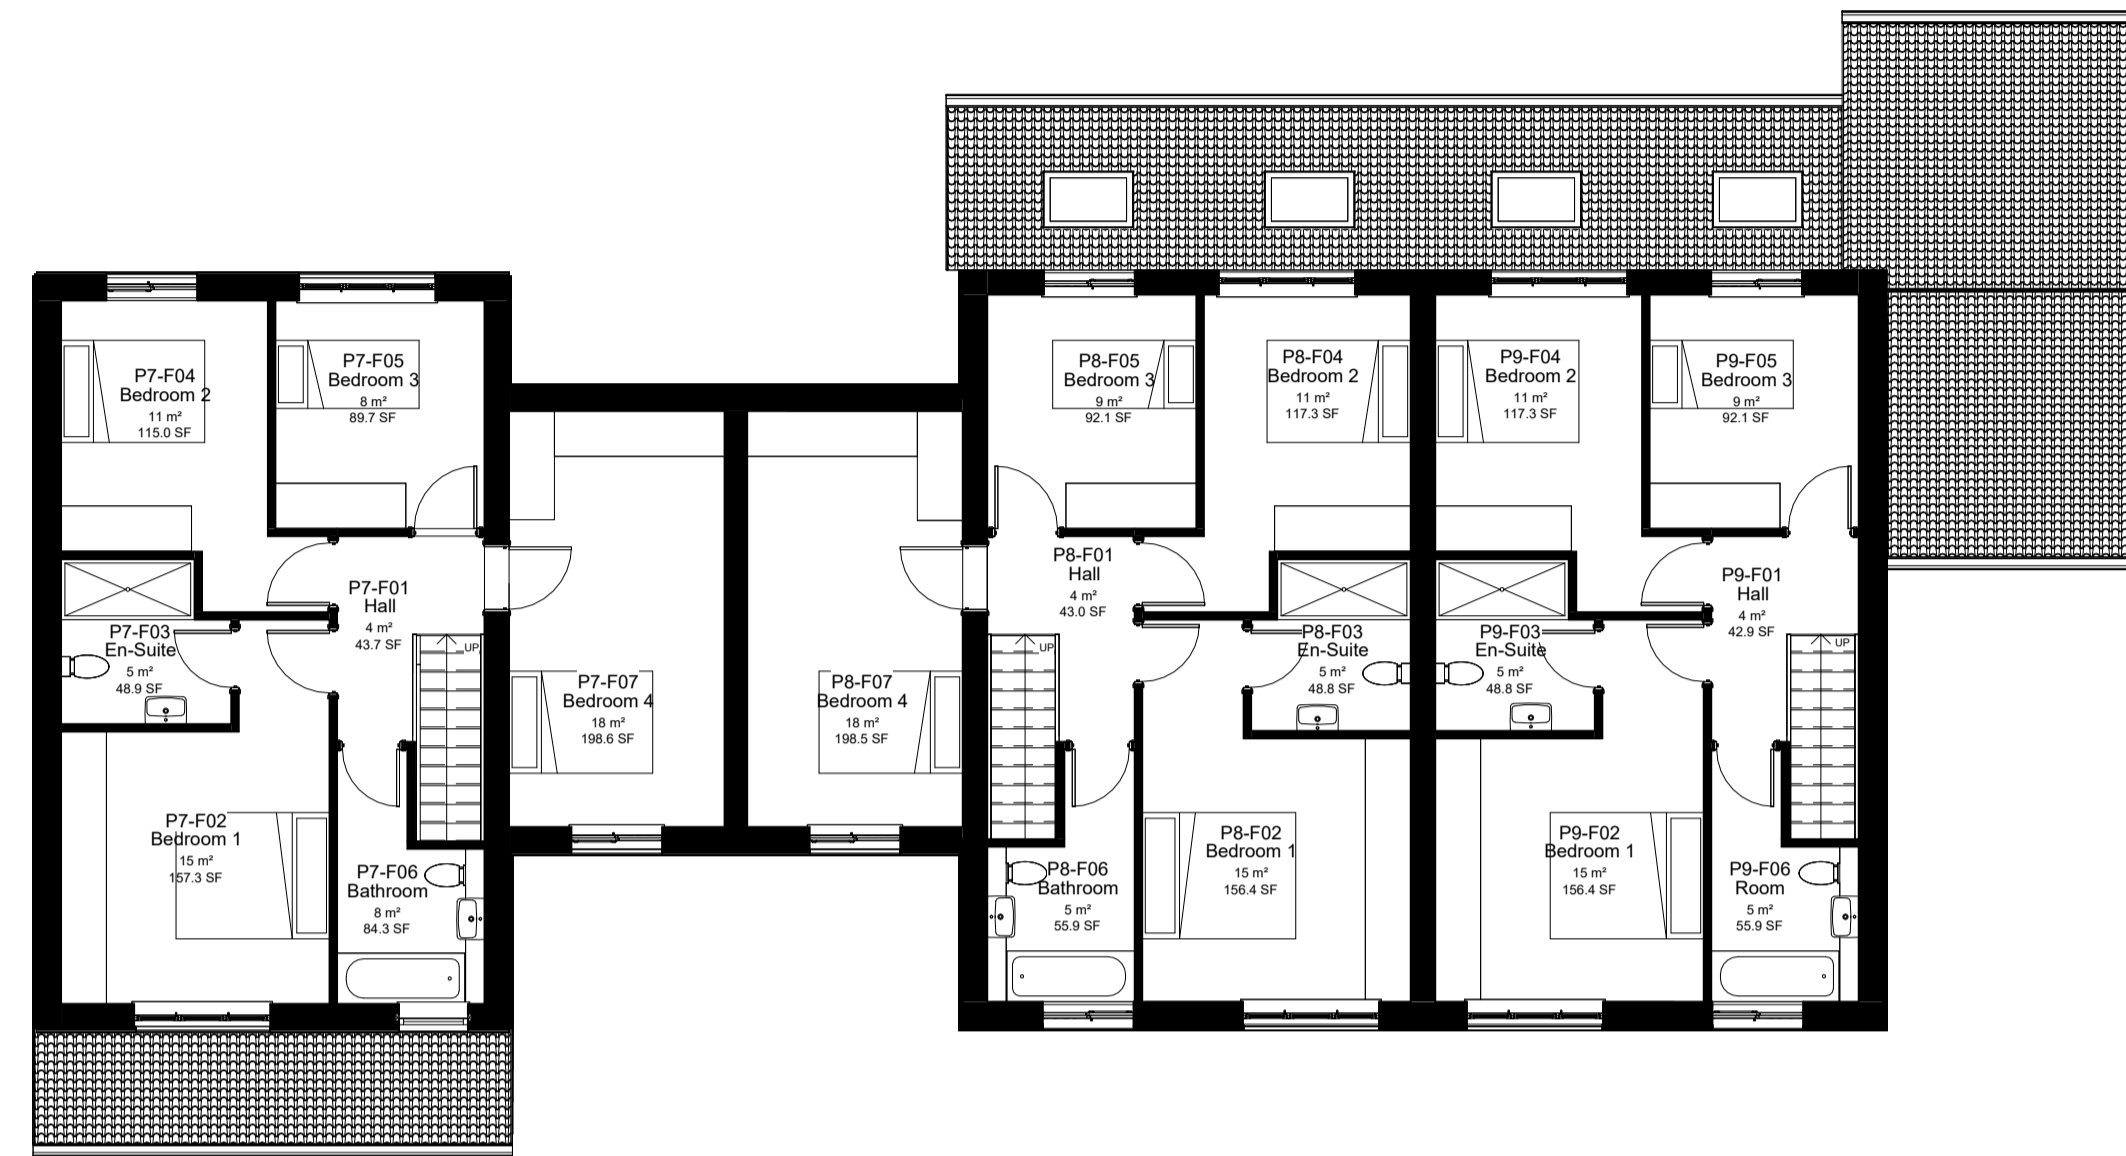 P7-F04
Bedroom 2
11 m²
115.0 SF
P7-F05
Bedroom 3
8 m²
89.7 SF
P7-F01
Hall
4 m²
43.7 SF
UP
P7-F03
En-Suite
5 m²
48.9 SF
P7-F02
Bedroom 1
15 m²
157.3 SF
P7-F06
Bathroom
8 m²
84.3 SF
P7-F07
Bedroom 4
18 m²
198.6 SF
P8-F07
Bedroom 4
18 m²
198.5 SF
P8-F05
Bedroom 3
9 m²
92.1 SF
P8-F04
Bedroom 2
11 m²
117.3 SF
P8-F01
Hall
4 m²
43.0 SF
UP
P8-F03
En-Suite
5 m²
48.8 SF
P8-F02
Bedroom 1
15 m²
156.4 SF
P8-F06
Bathroom
5 m²
55.9 SF
P9-F04
Bedroom 2
11 m²
117.3 SF
P9-F05
Bedroom 3
9 m²
92.1 SF
P9-F01
Hall
4 m²
42.9 SF
UP
P9-F03
En-Suite
5 m²
48.8 SF
P9-F02
Bedroom 1
15 m²
156.4 SF
P9-F06
Room
5 m²
55.9 SF